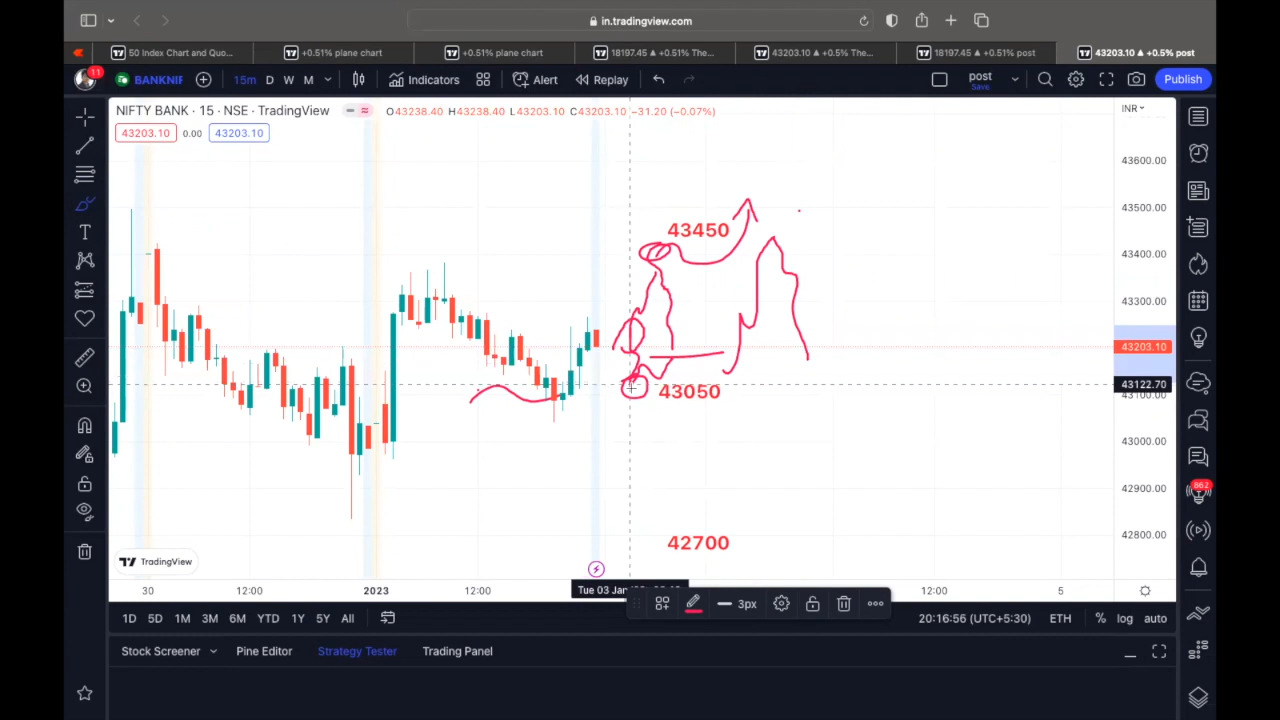 in.tradingview.com
50 Index Chart and Quo...
+0.51% plane chart
+0.51% plane chart
18197.45 ▲ +0.51% The...
43203.10 ▲ +0.5% The...
18197.45 ▲ +0.51% post
43203.10 ▲ +0.5% post
11
BANKNIF
15m D W M
Indicators
Alert
Replay
post
Save
Publish
NIFTY BANK · 15 · NSE · TradingView
O43238.40 H43238.40 L43203.10 C43203.10 −31.20 (−0.07%)
INR
43203.10 0.00 43203.10
43600.00
43500.00
43450
43400.00
43300.00
43203.10
43122.70
43050
43100.00
43000.00
42900.00
862
42800.00
42700
TradingView
30 12:00 2023 12:00 Tue 03 Jan 12:00 5
3px
1D 5D 1M 3M 6M YTD 1Y 5Y All
20:16:56 (UTC+5:30) ETH % log auto
Stock Screener Pine Editor Strategy Tester Trading Panel